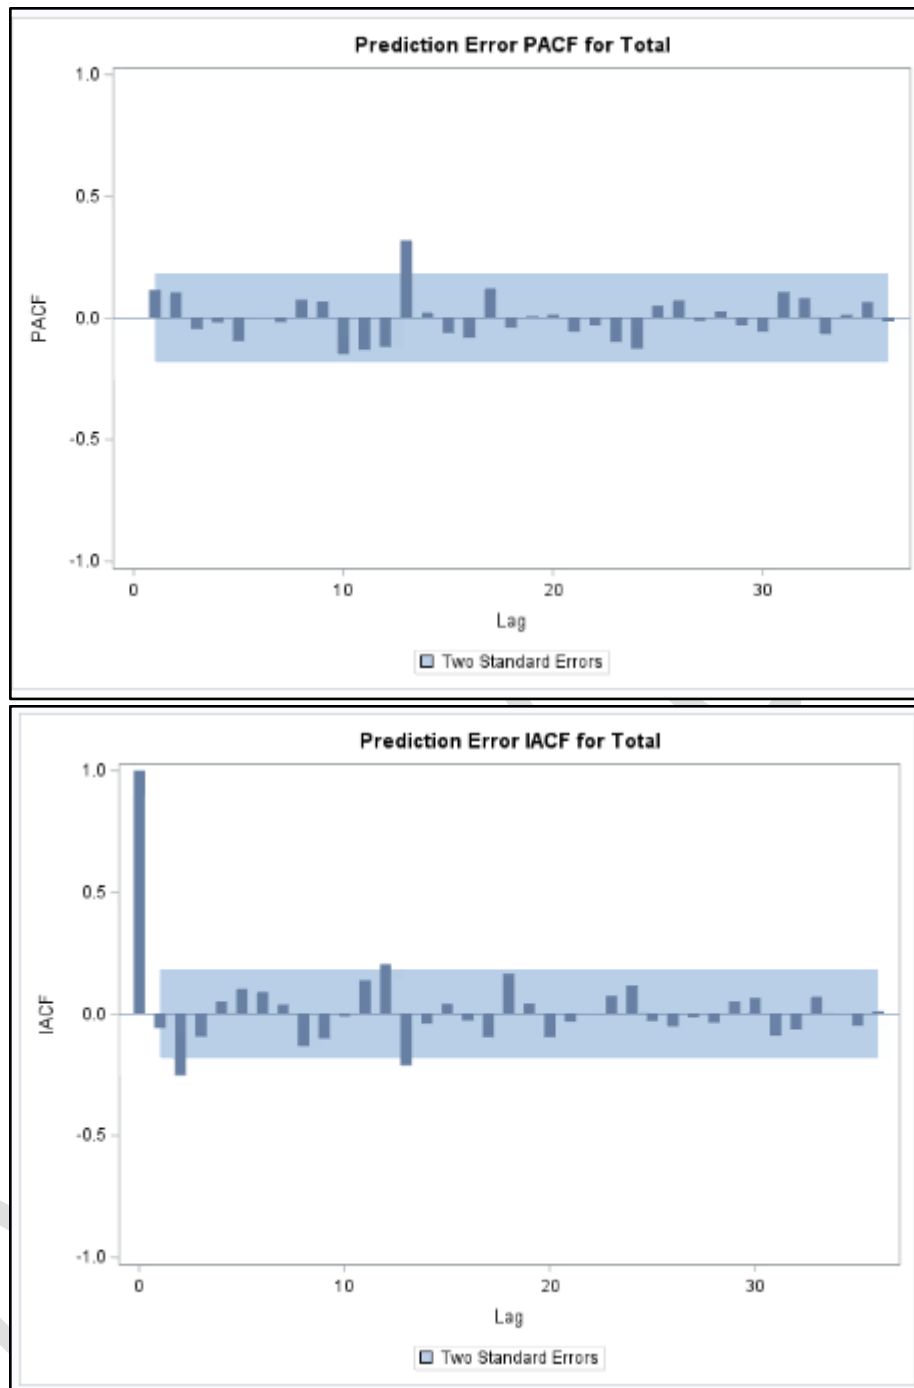 Prediction Error PACF for Total
1.0
0.5
0.0
-0.5
-1.0
PACF
0 10 20 30
Lag
Two Standard Errors
Prediction Error IACF for Total
1.0
0.5
0.0
-0.5
-1.0
IACF
0 10 20 30
Lag
Two Standard Errors